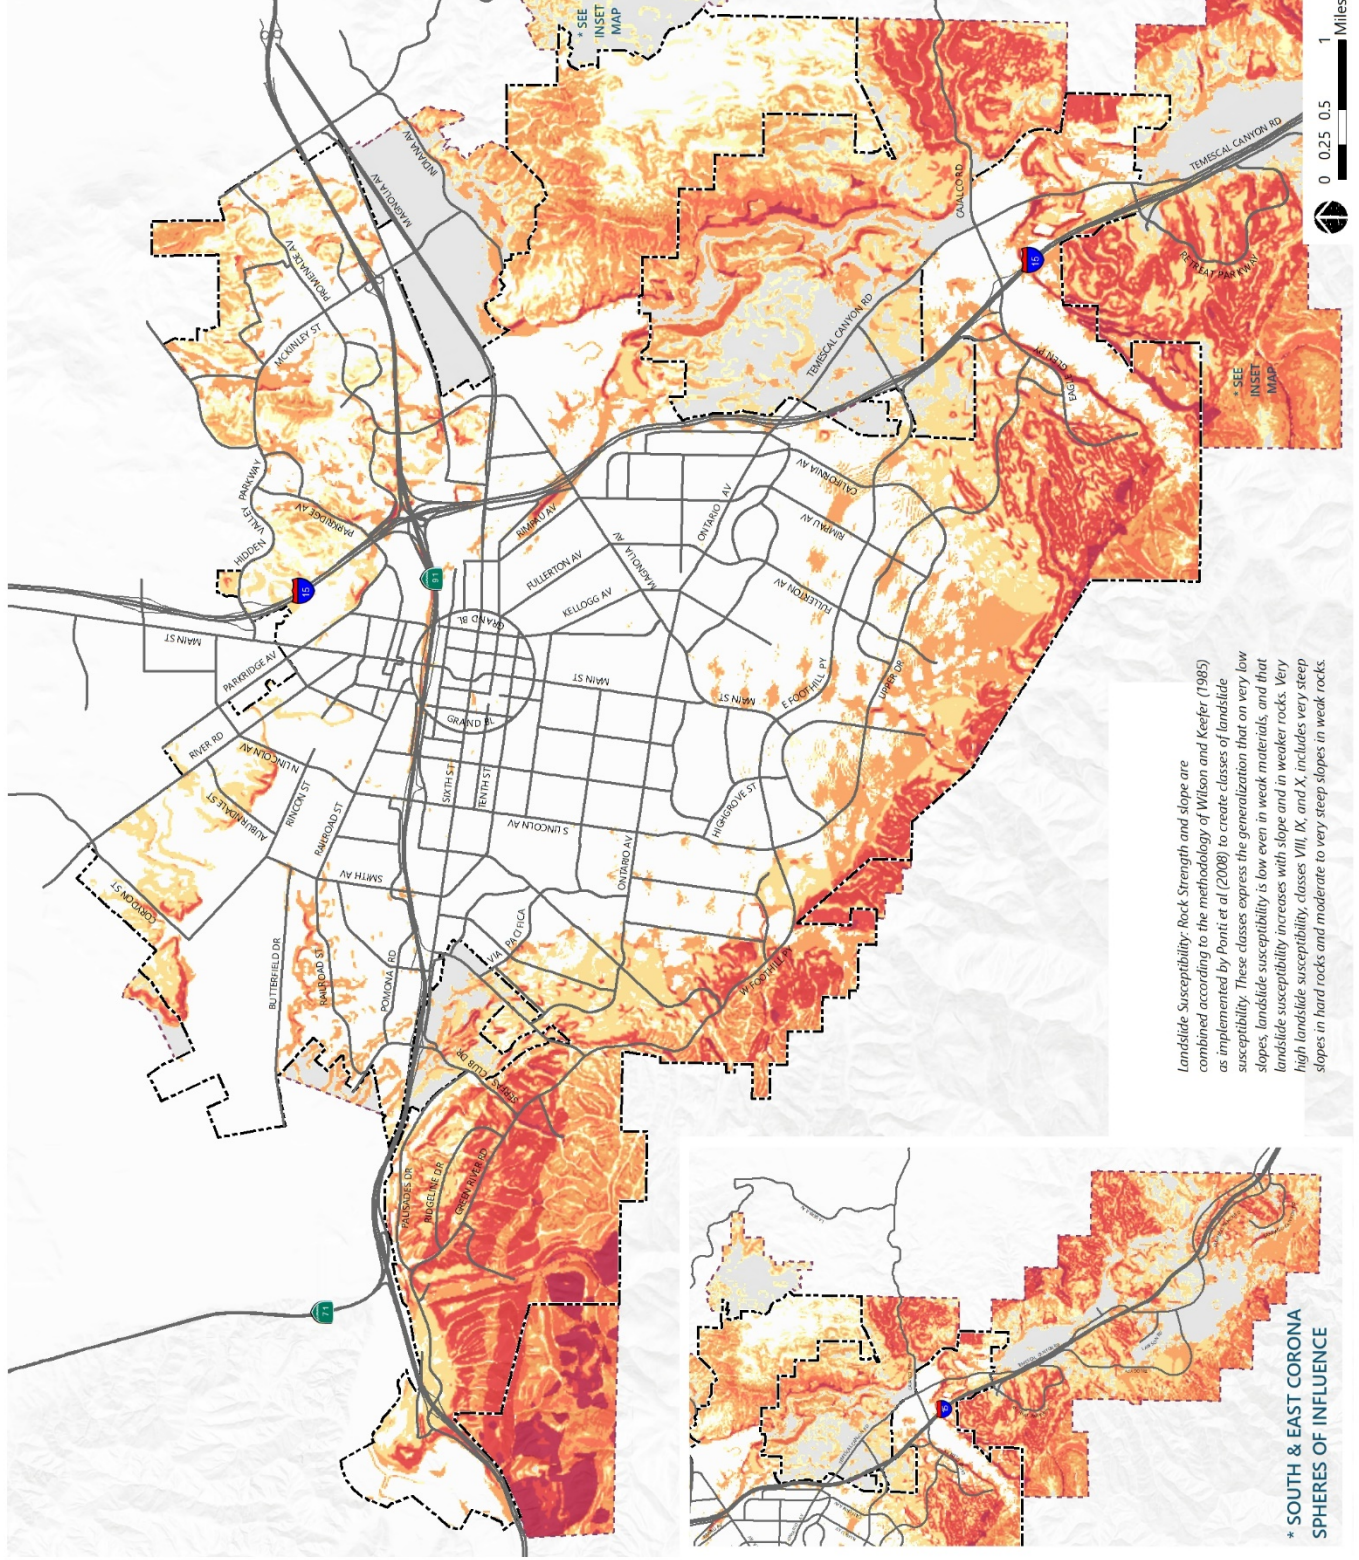 * SEE
INSET
MAP
INDIANA AV
MAGNOLIA AV
PROMENADE AV
MCKINLEY ST
HIDDEN VALLEY PARKWAY
PARKRIDGE AV
15
91
MAIN ST
PARKRIDGE AV
RIVER RD
N LINCOLN AV
AUBURNDALE ST
RINCON ST
RAILROAD ST
CORYDON ST
SMITH AV
BUTTERFIELD DR
RAILROAD ST
POMONA RD
VIA PACIFICA
SERFAS CLUB DR
PALISADES DR
RIDGELINE DR
GREEN RIVER RD
71
GRAND BL
GRAND BL
SIXTH ST
TENTH ST
S LINCOLN AV
ONTARIO AV
HIGHGROVE ST
W FOOTHILL PY
MAIN ST
MAIN ST
E FOOTHILL PY
UPPER DR
RIMPAU AV
FULLERTON AV
KELLOGG AV
MAGNOLIA AV
ONTARIO AV
CALIFORNIA AV
RIMPAU AV
FULLERTON AV
TEMESCAL CANYON RD
CAJALCO RD
EAGLE GLEN PY
15
RETREAT PARKWAY
TEMESCAL CANYON RD
* SEE
INSET
MAP
0 0.25 0.5 1
Miles
Landslide Susceptibility: Rock Strength and slope are
combined according to the methodology of Wilson and Keefer (1985)
as implemented by Ponti et al (2008) to create classes of landslide
susceptibility. These classes express the generalization that on very low
slopes, landslide susceptibility is low even in weak materials, and that
landslide susceptibility increases with slope and in weaker rocks. Very
high landslide susceptibility, classes VIII, IX, and X, includes very steep
slopes in hard rocks and moderate to very steep slopes in weak rocks.
15
* SOUTH & EAST CORONA
SPHERES OF INFLUENCE